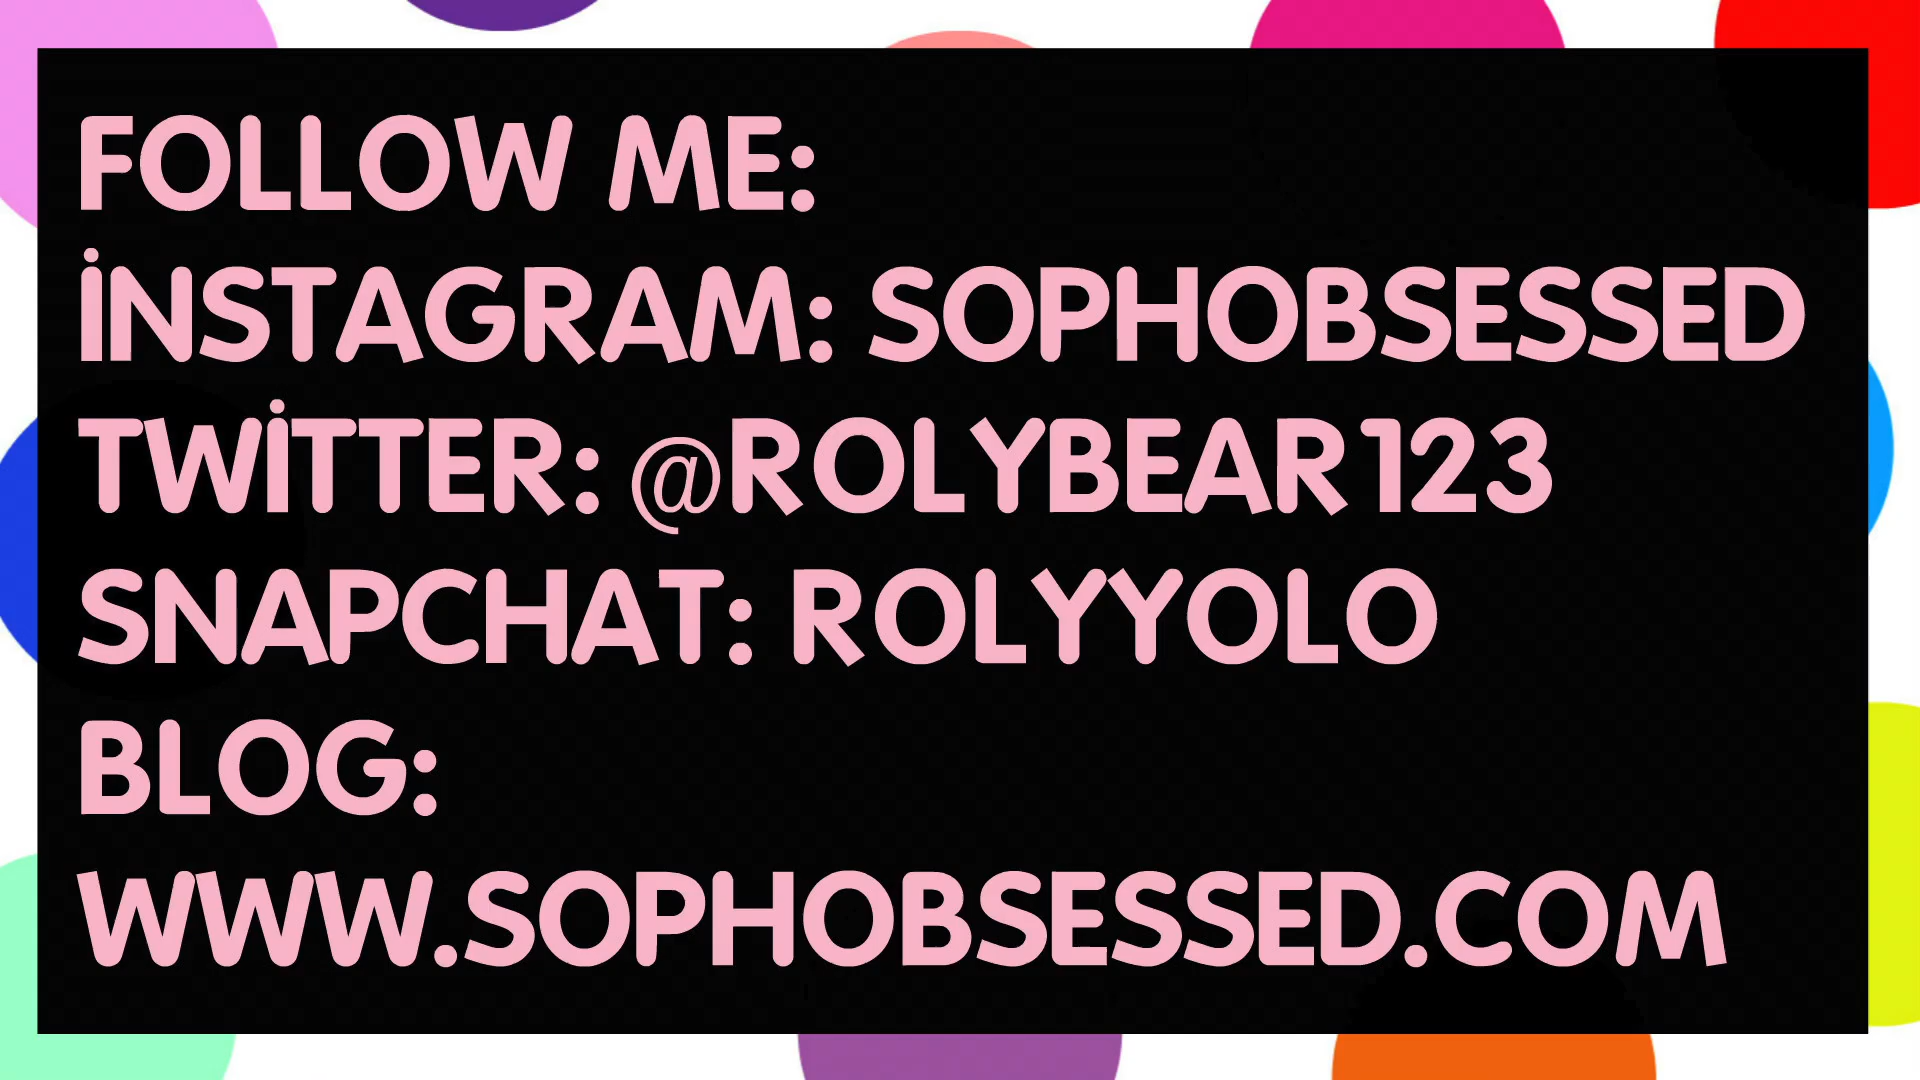 FOLLOW ME:
İNSTAGRAM: SOPHOBSESSED
TWİTTER: @ROLYBEAR123
SNAPCHAT: ROLYYOLO
BLOG:
WWW.SOPHOBSESSED.COM